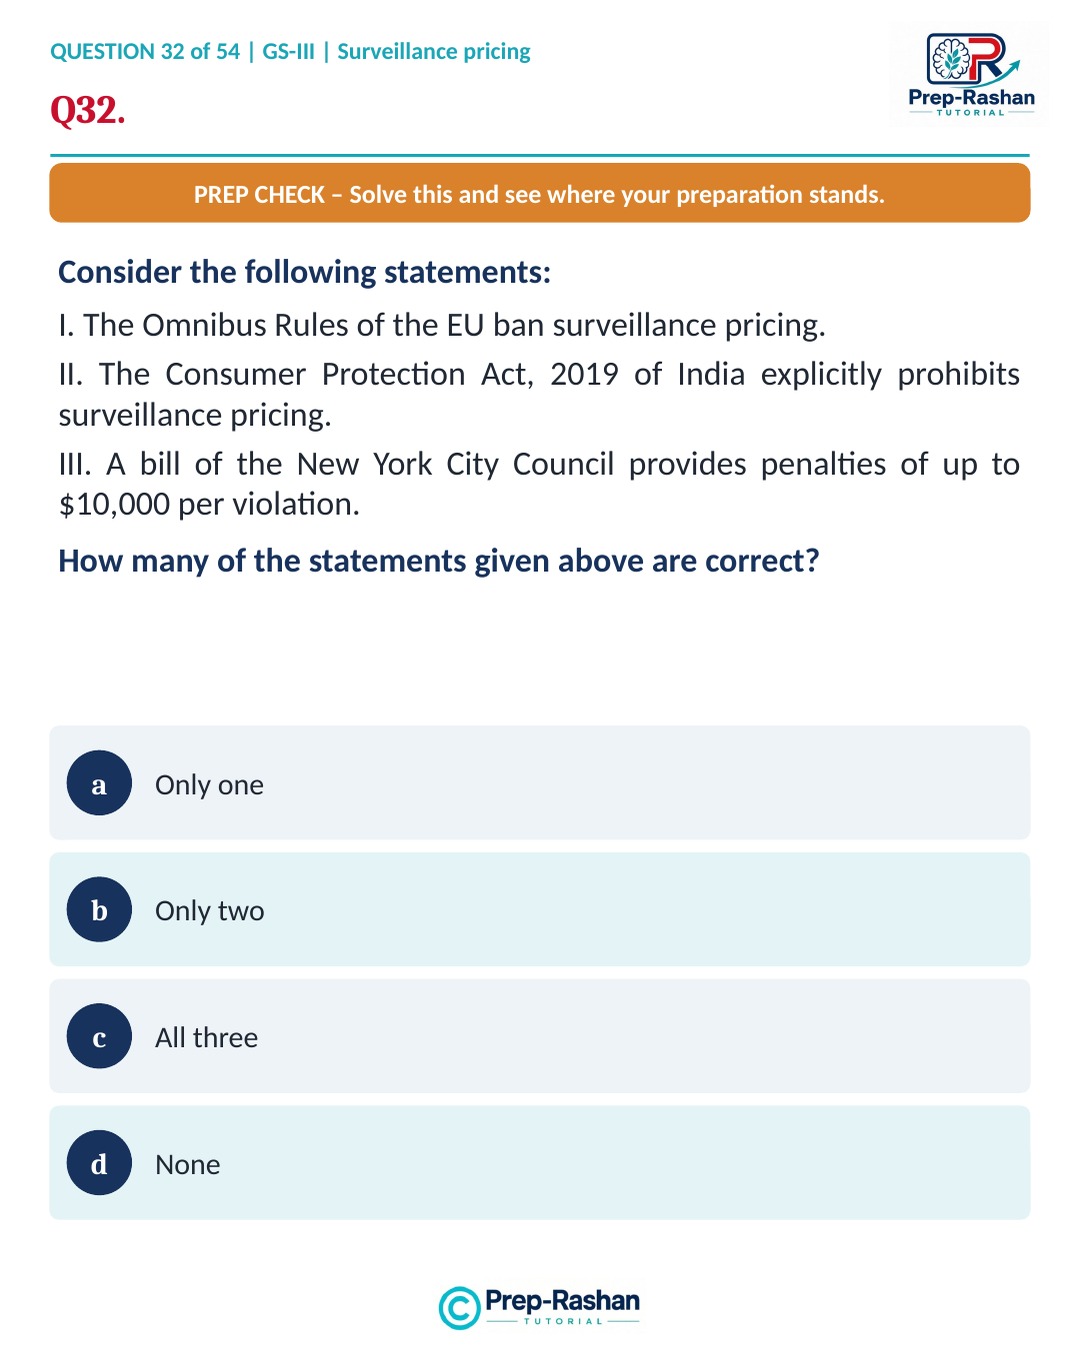 QUESTION 32 of 54 | GS-III | Surveillance pricing
Prep-Rashan
TUTORIAL
Q32.
PREP CHECK – Solve this and see where your preparation stands.
Consider the following statements:
I. The Omnibus Rules of the EU ban surveillance pricing.
II. The Consumer Protection Act, 2019 of India explicitly prohibits
surveillance pricing.
III. A bill of the New York City Council provides penalties of up to
$10,000 per violation.
How many of the statements given above are correct?
a Only one
b Only two
c All three
d None
© Prep-Rashan
TUTORIAL